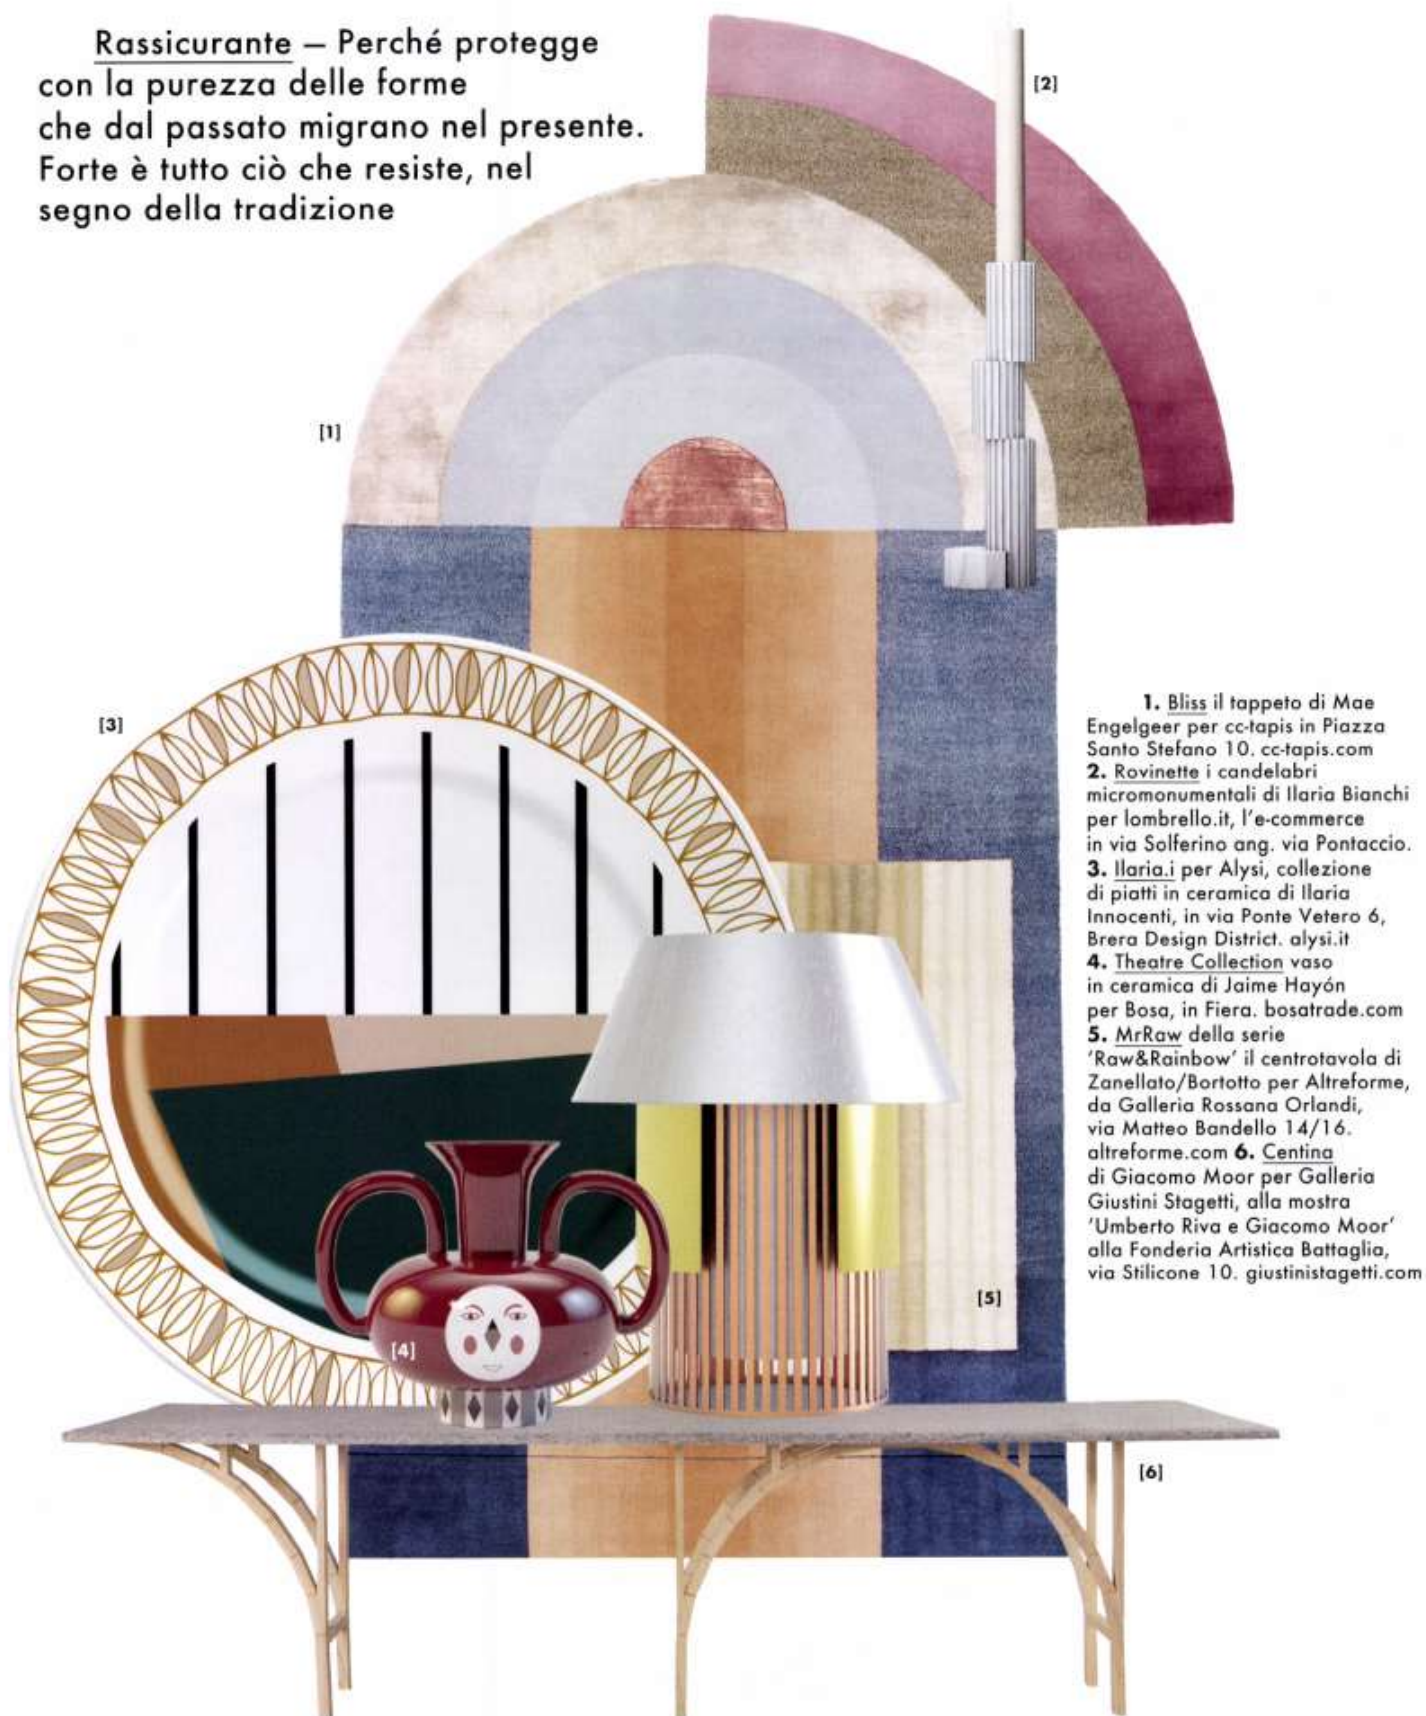 Rassicurante – Perché protegge
con la purezza delle forme
che dal passato migrano nel presente.
Forte è tutto ciò che resiste, nel
segno della tradizione
[2]
[1]
[3]
1. Bliss il tappeto di Mae
Engelgeer per cc-tapis in Piazza
Santo Stefano 10. cc-tapis.com
2. Rovinette i candelabri
micromonumentali di Ilaria Bianchi
per lombrello.it, l'e-commerce
in via Solferino ang. via Pontaccio.
3. Ilaria.i per Alysi, collezione
di piatti in ceramica di Ilaria
Innocenti, in via Ponte Vetero 6,
Brera Design District. alysi.it
4. Theatre Collection vaso
in ceramica di Jaime Hayón
per Bosa, in Fiera. bosatrade.com
5. MrRaw della serie
'Raw&Rainbow' il centrotavola di
Zanellato/Bortotto per Altreforme,
da Galleria Rossana Orlandi,
via Matteo Bandello 14/16.
altreforme.com 6. Centina
di Giacomo Moor per Galleria
Giustini Stagetti, alla mostra
'Umberto Riva e Giacomo Moor'
alla Fonderia Artistica Battaglia,
via Stilicone 10. giustinistagetti.com
[5]
[4]
[6]